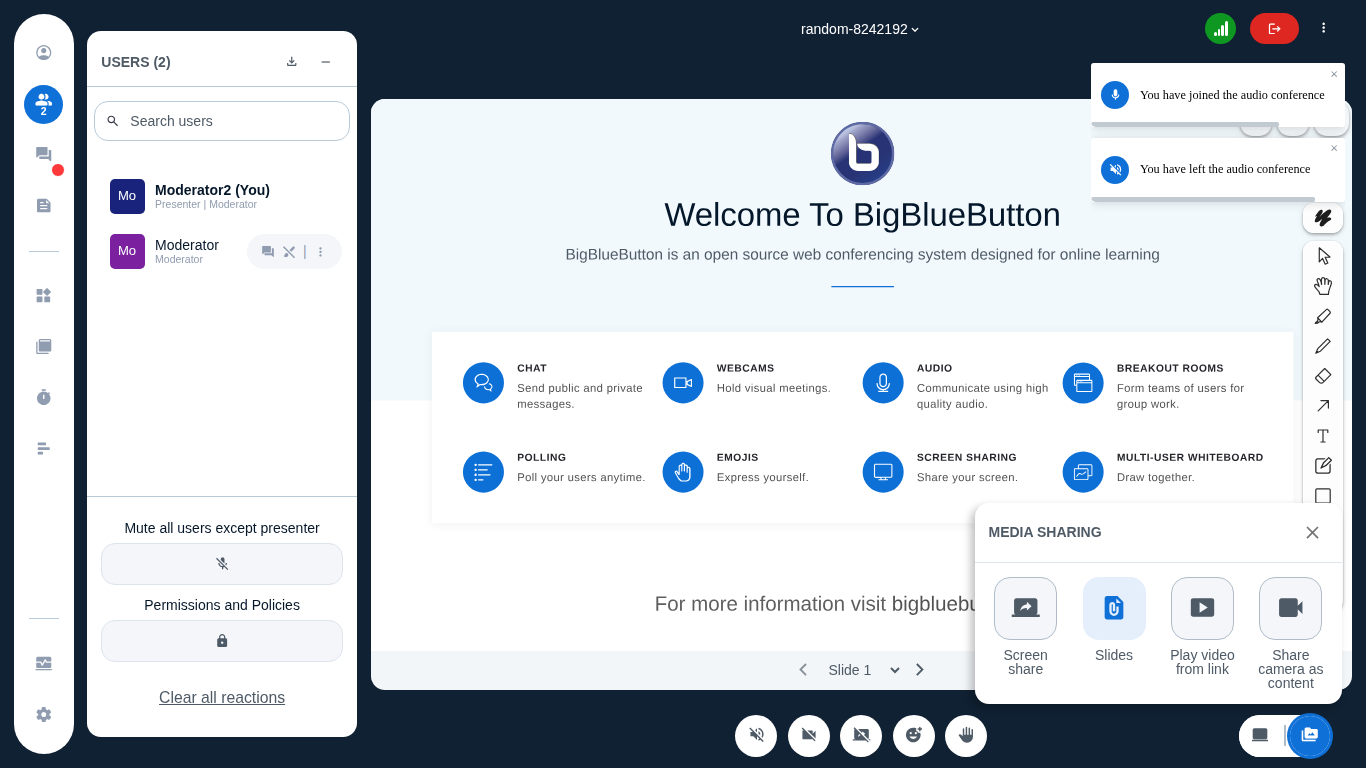 random-8242192
USERS (2)
2
Search users
Mo
Moderator2 (You)
Presenter | Moderator
Mo
Moderator
Moderator
Mute all users except presenter
Permissions and Policies
Clear all reactions
You have joined the audio conference
You have left the audio conference
Welcome To BigBlueButton
BigBlueButton is an open source web conferencing system designed for online learning
CHAT
Send public and private
messages.
WEBCAMS
Hold visual meetings.
AUDIO
Communicate using high
quality audio.
BREAKOUT ROOMS
Form teams of users for
group work.
POLLING
Poll your users anytime.
EMOJIS
Express yourself.
SCREEN SHARING
Share your screen.
MULTI-USER WHITEBOARD
Draw together.
For more information visit bigbluebu
Slide 1
MEDIA SHARING
Screen
share
Slides
Play video
from link
Share
camera as
content